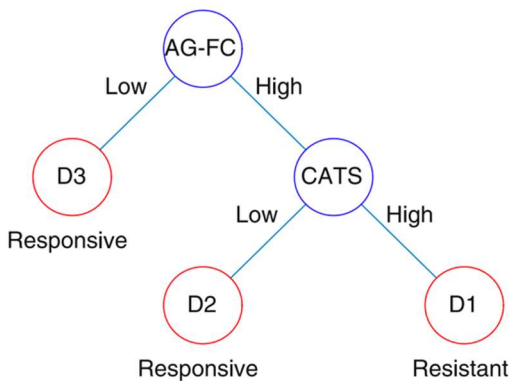 AG-FC
Low
High
D3
CATS
Responsive
Low
High
D2
D1
Responsive
Resistant